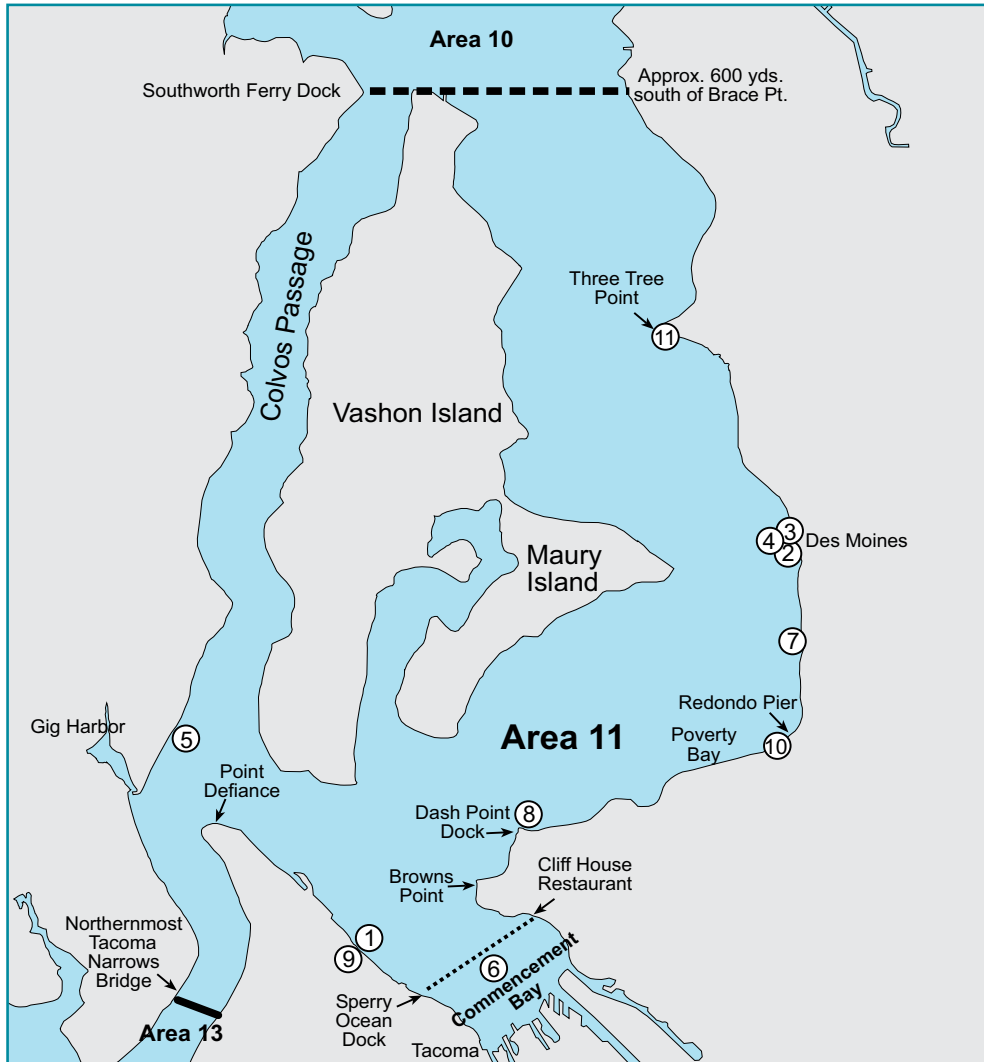 Area 10
Southworth Ferry Dock
Approx. 600 yds.
south of Brace Pt.
Colvos Passage
Three Tree
Point
11
Vashon Island
3
4
2
Des Moines
Maury
Island
7
Redondo Pier
Gig Harbor
5
Area 11
Poverty
Bay
10
Point
Defiance
Dash Point
Dock
8
Browns
Point
Cliff House
Restaurant
Northernmost
Tacoma
Narrows
Bridge
1
9
6
Commencement
Bay
Sperry
Ocean
Dock
Area 13
Tacoma